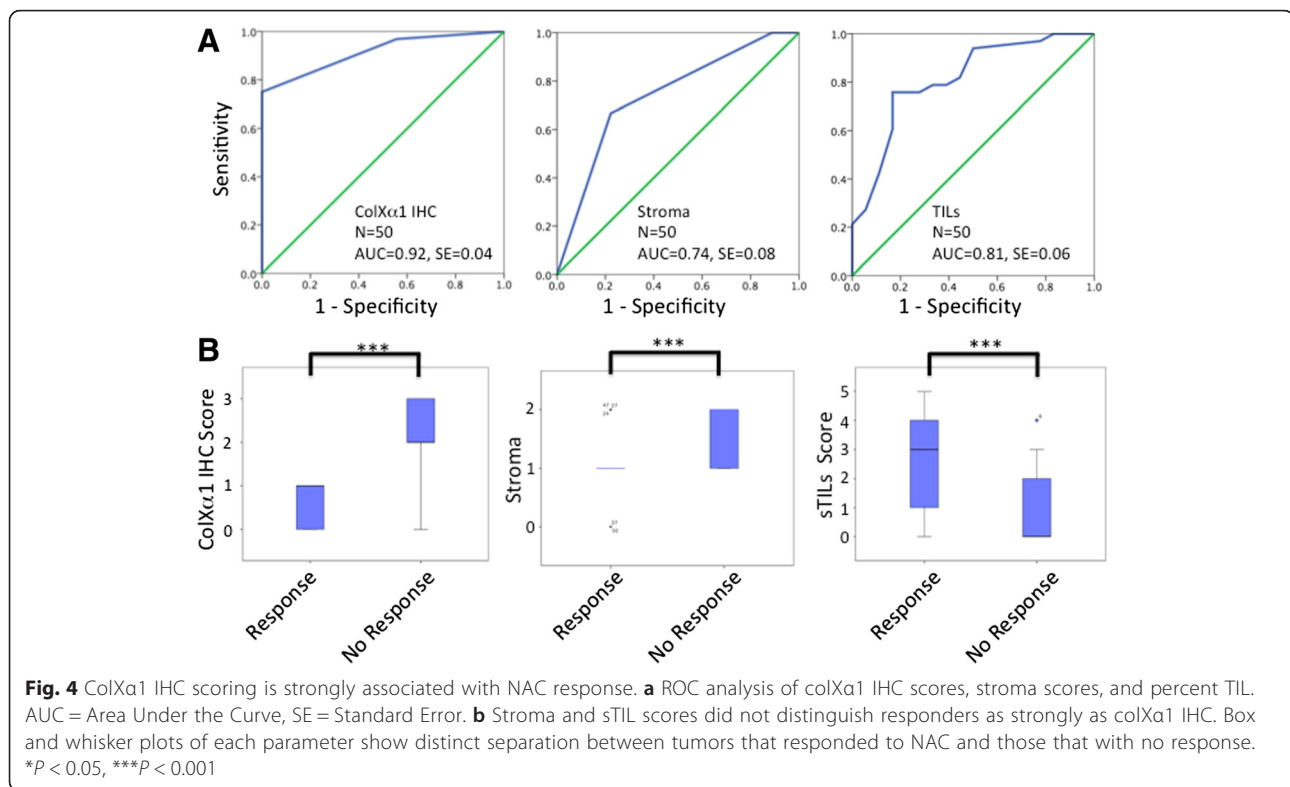 A
Sensitivity
1.0
0.8
0.6
0.4
0.2
0.0
ColXα1 IHC
N=50
AUC=0.92, SE=0.04
0.0 0.2 0.4 0.6 0.8 1.0
1 - Specificity
1.0
0.8
0.6
0.4
0.2
0.0
Stroma
N=50
AUC=0.74, SE=0.08
0.0 0.2 0.4 0.6 0.8 1.0
1 - Specificity
1.0
0.8
0.6
0.4
0.2
0.0
TILs
N=50
AUC=0.81, SE=0.06
0.0 0.2 0.4 0.6 0.8 1.0
1 - Specificity
B
***
ColXα1 IHC Score
3
2
1
0
Response
No Response
***
Stroma
2
1
0
Response
No Response
***
sTILs Score
5
4
3
2
1
0
Response
No Response
Fig. 4 ColXα1 IHC scoring is strongly associated with NAC response. a ROC analysis of colXα1 IHC scores, stroma scores, and percent TIL.
AUC = Area Under the Curve, SE = Standard Error. b Stroma and sTIL scores did not distinguish responders as strongly as colXα1 IHC. Box
and whisker plots of each parameter show distinct separation between tumors that responded to NAC and those that with no response.
*P < 0.05, ***P < 0.001